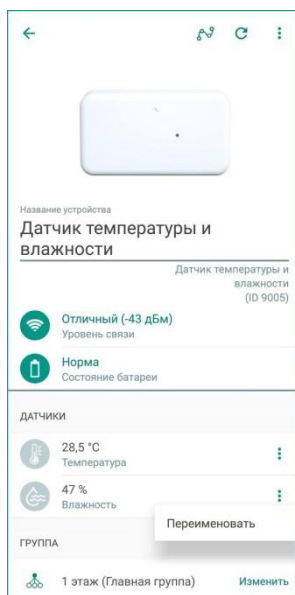 Название устройства
Датчик температуры и
влажности
Датчик температуры и
влажности
(ID 9005)
Отличный (-43 дБм)
Уровень связи
Норма
Состояние батареи
ДАТЧИКИ
28,5 °C
Температура
47 %
Влажность
Переименовать
ГРУППА
1 этаж (Главная группа) Изменить